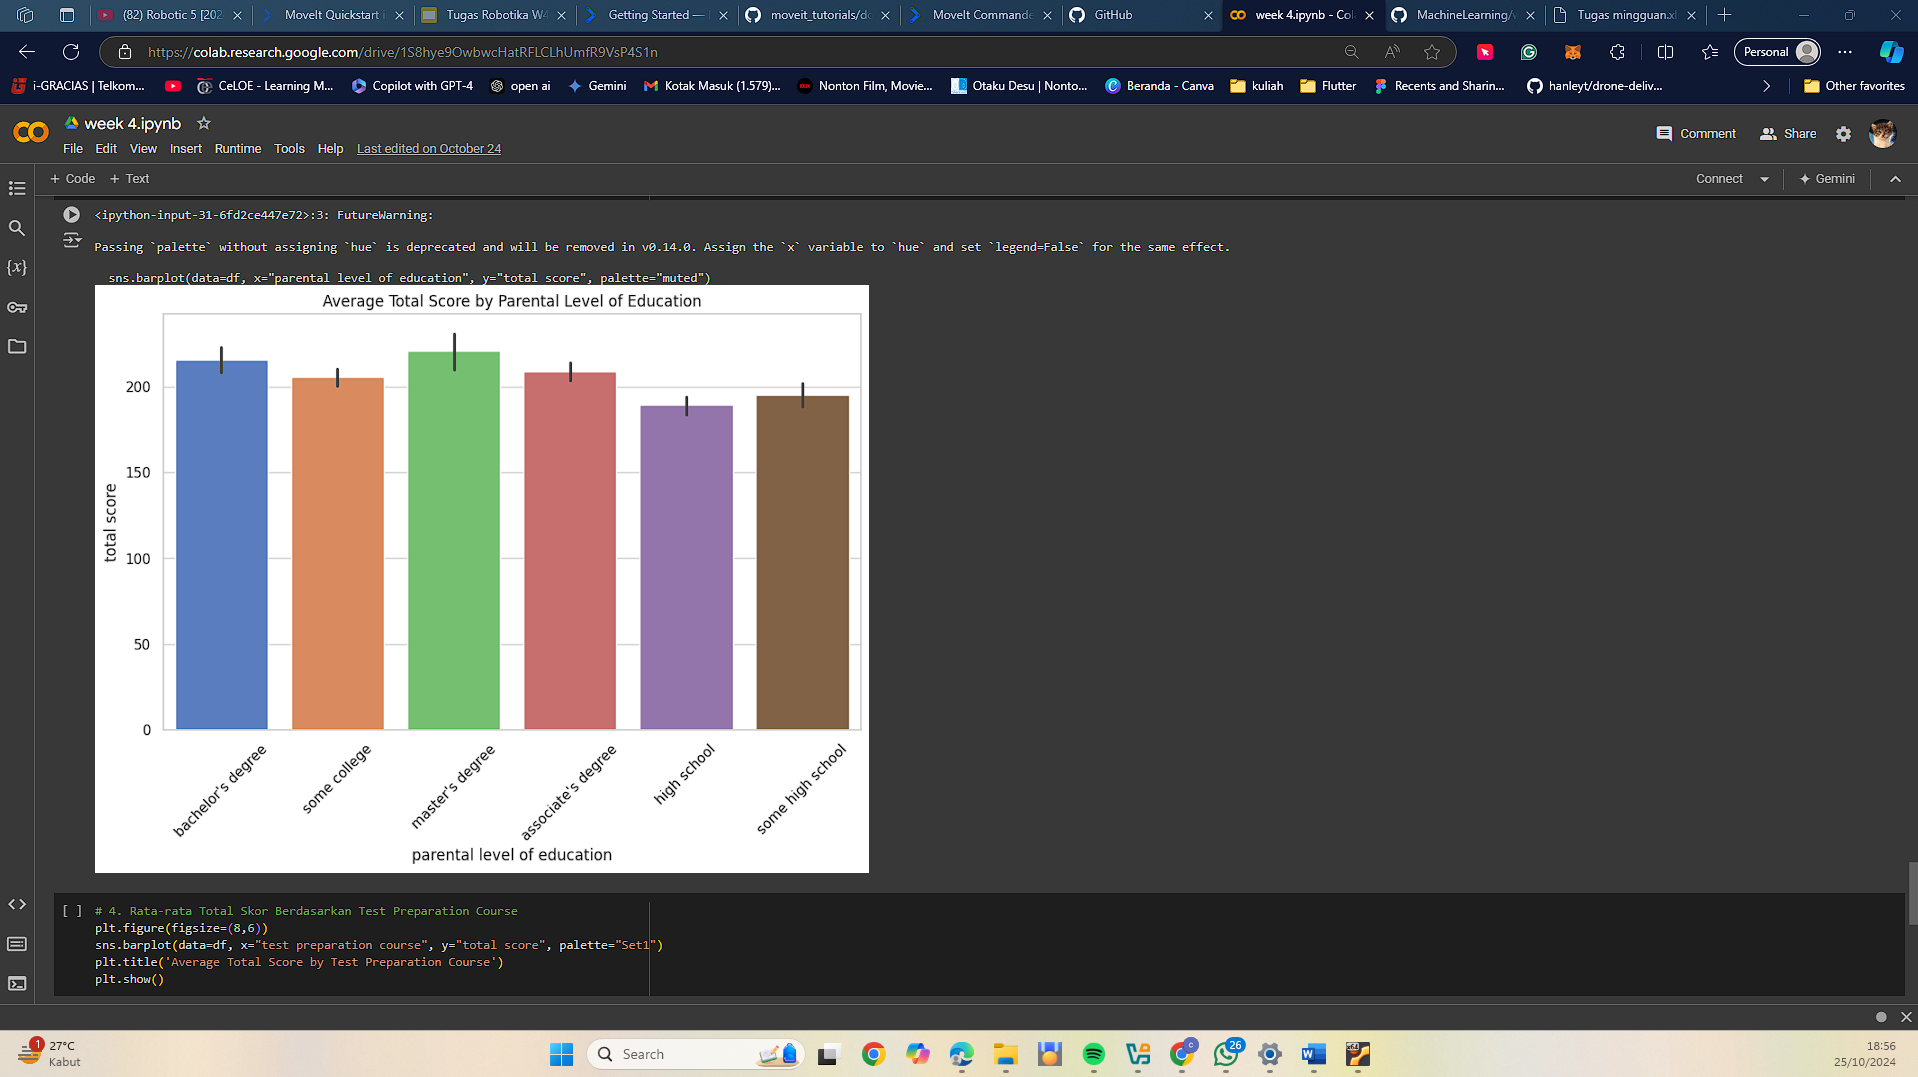 (82) Robotic 5 [202
MoveIt Quickstart i
Tugas Robotika W4
Getting Started —
moveit_tutorials/do
MoveIt Commande
GitHub
week 4.ipynb - Col
MachineLearning/
Tugas mingguan.xl
https://colab.research.google.com/drive/1S8hye9OwbwcHatRFLCLhUmfR9VsP4S1n
Personal
i-GRACIAS | Telkom...
CeLOE - Learning M...
Copilot with GPT-4
open ai
Gemini
Kotak Masuk (1.579)...
Nonton Film, Movie...
Otaku Desu | Nonto...
Beranda - Canva
kuliah
Flutter
Recents and Sharin...
hanleyt/drone-deliv...
Other favorites
week 4.ipynb
Comment
Share
File Edit View Insert Runtime Tools Help Last edited on October 24
+ Code + Text
Connect
Gemini
<ipython-input-31-6fd2ce447e72>:3: FutureWarning:
Passing `palette` without assigning `hue` is deprecated and will be removed in v0.14.0. Assign the `x` variable to `hue` and set `legend=False` for the same effect.
sns.barplot(data=df, x="parental level of education", y="total score", palette="muted")
Average Total Score by Parental Level of Education
200
150
100
50
0
total score
bachelor's degree
some college
master's degree
associate's degree
high school
some high school
parental level of education
[ ] # 4. Rata-rata Total Skor Berdasarkan Test Preparation Course
plt.figure(figsize=(8,6))
sns.barplot(data=df, x="test preparation course", y="total score", palette="Set1")
plt.title('Average Total Score by Test Preparation Course')
plt.show()
1
27°C
Kabut
Search
26
18:56
25/10/2024